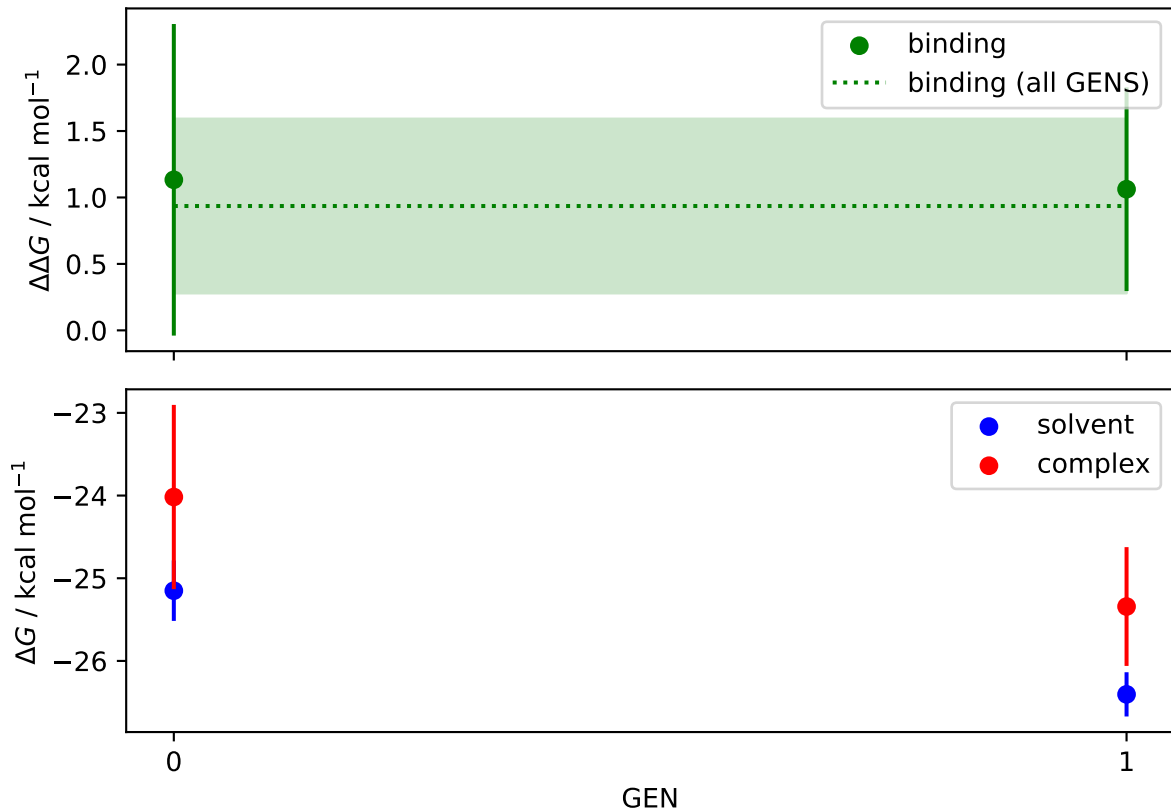 ΔΔG / kcal mol⁻¹
2.0
1.5
1.0
0.5
0.0
binding
binding (all GENS)
ΔG / kcal mol⁻¹
−23
−24
−25
−26
solvent
complex
0
1
GEN